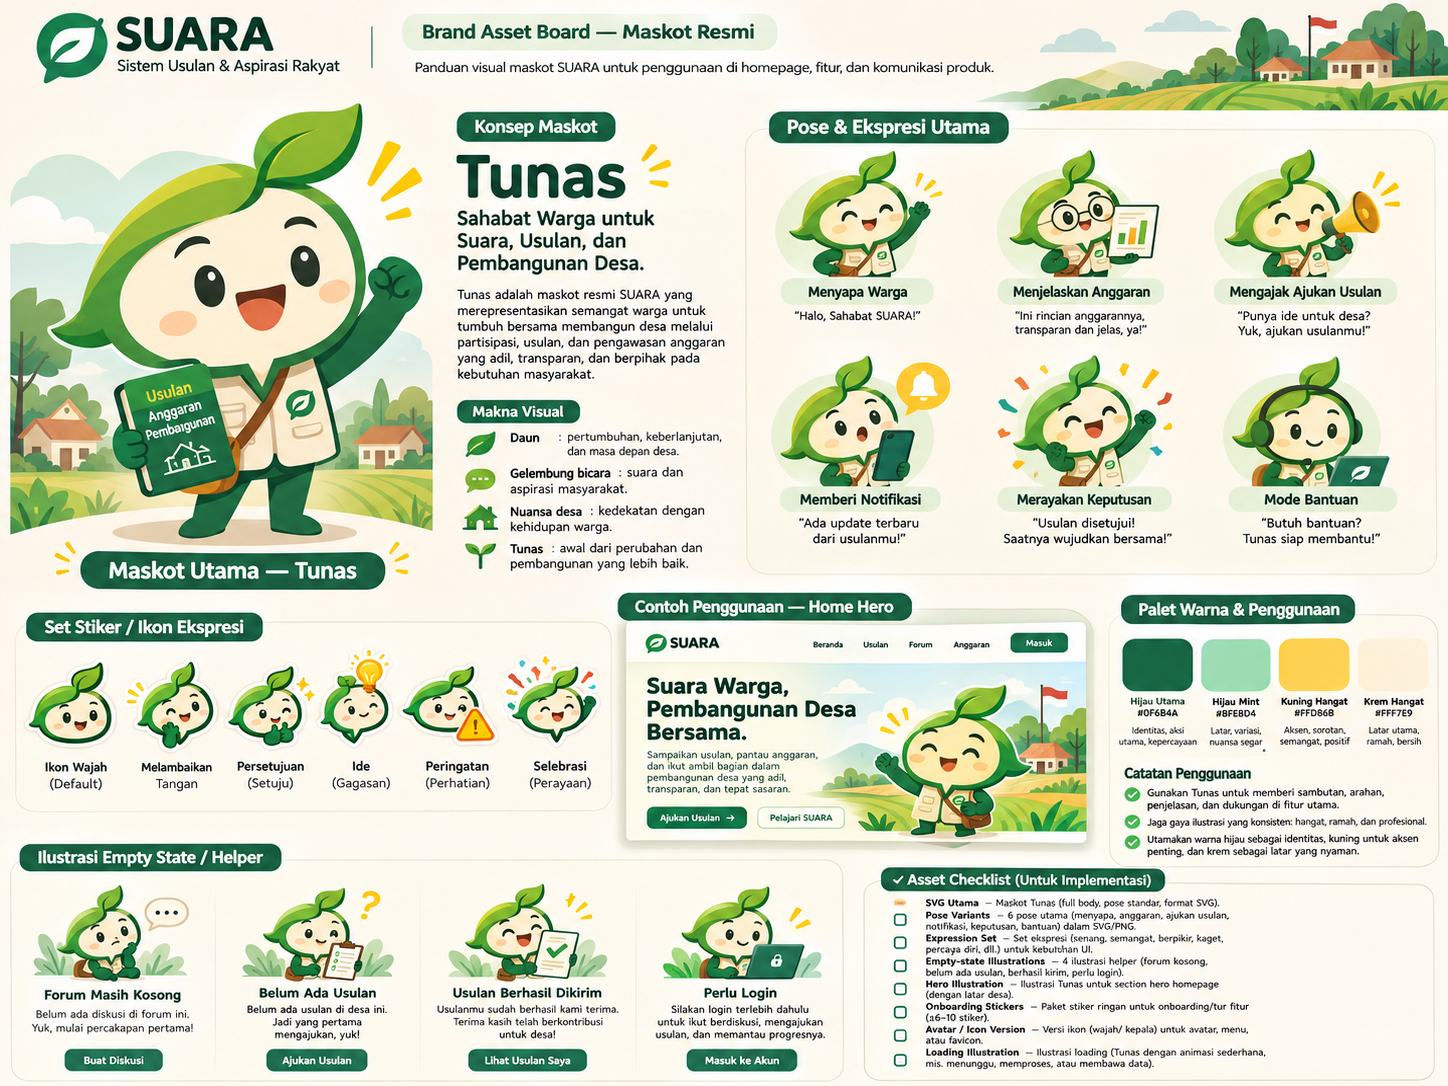 SUARA
Sistem Usulan & Aspirasi Rakyat
Brand Asset Board — Maskot Resmi
Panduan visual maskot SUARA untuk penggunaan di homepage, fitur, dan komunikasi produk.
Usulan
Anggaran
Pembangunan
Maskot Utama — Tunas
Konsep Maskot
Tunas
Sahabat Warga untuk
Suara, Usulan, dan
Pembangunan Desa.
Tunas adalah maskot resmi SUARA yang
merepresentasikan semangat warga untuk
tumbuh bersama membangun desa melalui
partisipasi, usulan, dan pengawasan anggaran
yang adil, transparan, dan berpihak pada
kebutuhan masyarakat.
Makna Visual
Daun : pertumbuhan, keberlanjutan,
dan masa depan desa.
Gelembung bicara : suara dan
aspirasi masyarakat.
Nuansa desa : kedekatan dengan
kehidupan warga.
Tunas : awal dari perubahan dan
pembangunan yang lebih baik.
Pose & Ekspresi Utama
Menyapa Warga
"Halo, Sahabat SUARA!"
Menjelaskan Anggaran
"Ini rincian anggarannya,
transparan dan jelas, ya!"
Mengajak Ajukan Usulan
"Punya ide untuk desa?
Yuk, ajukan usulanmu!"
Memberi Notifikasi
"Ada update terbaru
dari usulanmu!"
Merayakan Keputusan
"Usulan disetujui!
Saatnya wujudkan bersama!"
Mode Bantuan
"Butuh bantuan?
Tunas siap membantu!"
Set Stiker / Ikon Ekspresi
Ikon Wajah
(Default)
Melambaikan
Tangan
Persetujuan
(Setuju)
Ide
(Gagasan)
Peringatan
(Perhatian)
Selebrasi
(Perayaan)
Contoh Penggunaan — Home Hero
SUARA
Beranda
Usulan
Forum
Anggaran
Masuk
Suara Warga,
Pembangunan Desa
Bersama.
Sampaikan usulan, pantau anggaran,
dan ikut ambil bagian dalam
pembangunan desa yang adil,
transparan, dan tepat sasaran.
Ajukan Usulan →
Pelajari SUARA
Palet Warna & Penggunaan
Hijau Utama
#0F6B4A
Identitas, aksi
utama, kepercayaan
Hijau Mint
#8FE8D4
Latar, variasi,
nuansa segar
Kuning Hangat
#FFD86B
Aksen, sorotan,
semangat, positif
Krem Hangat
#FFF7E9
Latar utama,
ramah, bersih
Catatan Penggunaan
Gunakan Tunas untuk memberi sambutan, arahan,
penjelasan, dan dukungan di fitur utama.
Jaga gaya ilustrasi yang konsisten: hangat, ramah, dan profesional.
Utamakan warna hijau sebagai identitas, kuning untuk aksen
penting, dan krem sebagai latar yang nyaman.
Ilustrasi Empty State / Helper
Forum Masih Kosong
Belum ada diskusi di forum ini.
Yuk, mulai percakapan pertama!
Buat Diskusi
?
Belum Ada Usulan
Belum ada usulan di desa ini.
Jadi yang pertama
mengajukan, yuk!
Ajukan Usulan
Usulan Berhasil Dikirim
Usulanmu sudah berhasil kami terima.
Terima kasih telah berkontribusi
untuk desa!
Lihat Usulan Saya
Perlu Login
Silakan login terlebih dahulu
untuk ikut berdiskusi, mengajukan
usulan, dan memantau progresnya.
Masuk ke Akun
✓ Asset Checklist (Untuk Implementasi)
SVG Utama — Maskot Tunas (full body, pose standar, format SVG).
Pose Variants — 6 pose utama (menyapa, anggaran, ajukan usulan,
notifikasi, keputusan, bantuan) dalam SVG/PNG.
Expression Set — Set ekspresi (senang, semangat, berpikir, kaget,
percaya diri, dll.) untuk kebutuhan UI.
Empty-state Illustrations — 4 ilustrasi helper (forum kosong,
belum ada usulan, berhasil kirim, perlu login).
Hero Illustration — Ilustrasi Tunas untuk section hero homepage
(dengan latar desa).
Onboarding Stickers — Paket stiker ringan untuk onboarding/tur fitur
6–10 stiker).
Avatar / Icon Version — Versi ikon (wajah/ kepala) untuk avatar, menu,
atau favicon.
Loading Illustration — Ilustrasi loading (Tunas dengan animasi sederhana,
mis. menunggu, memproses, atau membawa data).